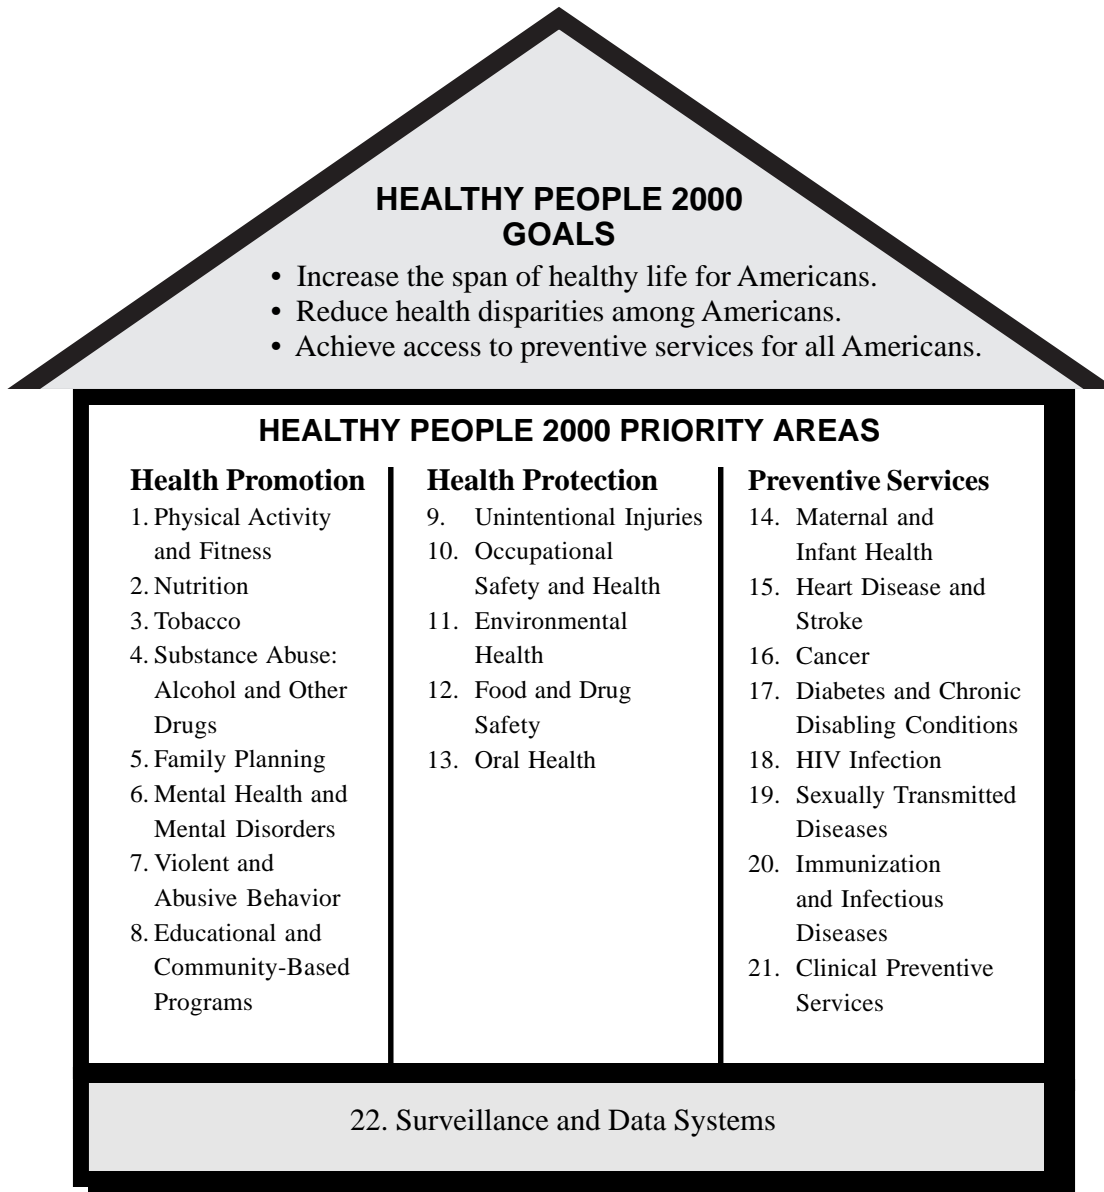 HEALTHY PEOPLE 2000
GOALS
• Increase the span of healthy life for Americans.
• Reduce health disparities among Americans.
• Achieve access to preventive services for all Americans.
HEALTHY PEOPLE 2000 PRIORITY AREAS
Health Promotion
1. Physical Activity
and Fitness
2. Nutrition
3. Tobacco
4. Substance Abuse:
Alcohol and Other
Drugs
5. Family Planning
6. Mental Health and
Mental Disorders
7. Violent and
Abusive Behavior
8. Educational and
Community-Based
Programs
Health Protection
9. Unintentional Injuries
10. Occupational
Safety and Health
11. Environmental
Health
12. Food and Drug
Safety
13. Oral Health
Preventive Services
14. Maternal and
Infant Health
15. Heart Disease and
Stroke
16. Cancer
17. Diabetes and Chronic
Disabling Conditions
18. HIV Infection
19. Sexually Transmitted
Diseases
20. Immunization
and Infectious
Diseases
21. Clinical Preventive
Services
22. Surveillance and Data Systems